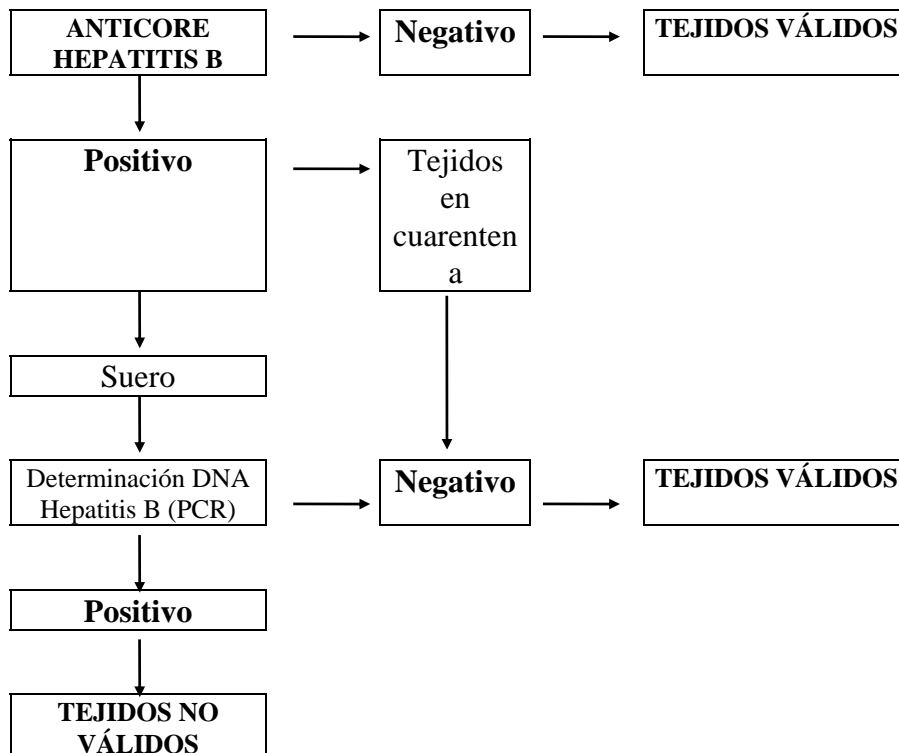 ANTICORE
HEPATITIS B
Negativo
TEJIDOS VÁLIDOS
Positivo
Tejidos
en
cuarenten
a
Suero
Determinación DNA
Hepatitis B (PCR)
Negativo
TEJIDOS VÁLIDOS
Positivo
TEJIDOS NO
VÁLIDOS